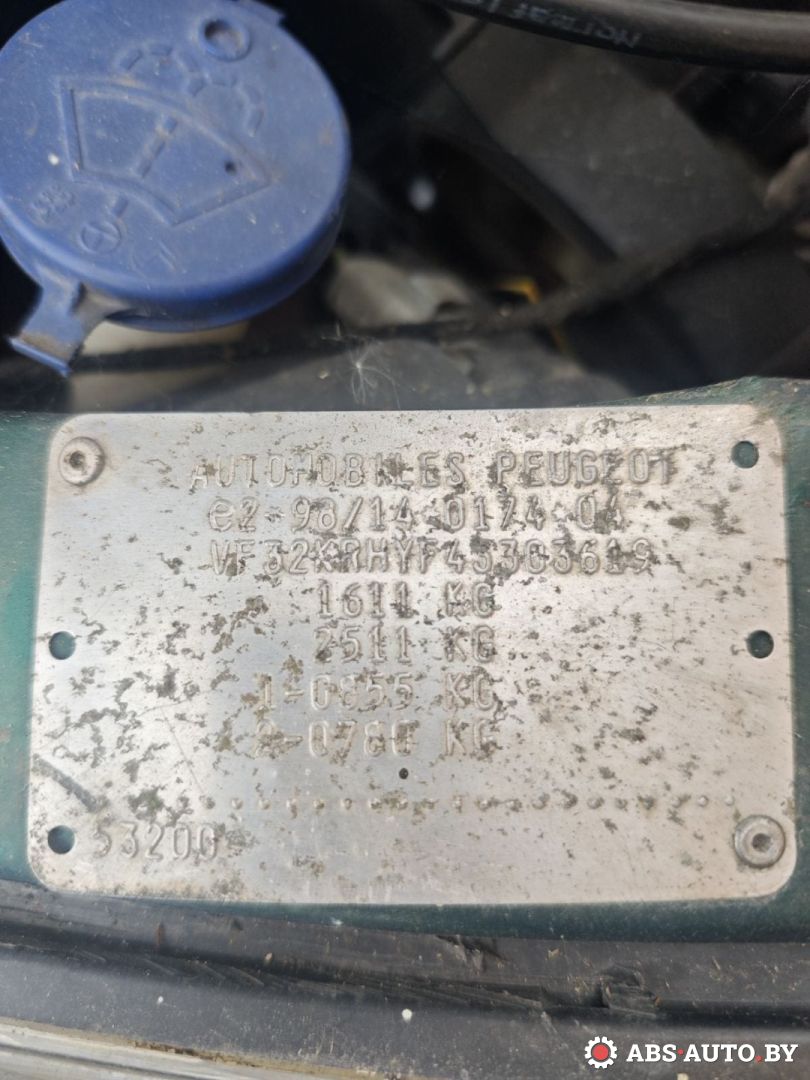 AUTOMOBILES PEUGEOT
e2*98/14*0174*04
VF32KRHYF43303619
1611 KG
2511 KG
1-0855 KG
2-0780 KG
53200
ABS-AUTO.BY